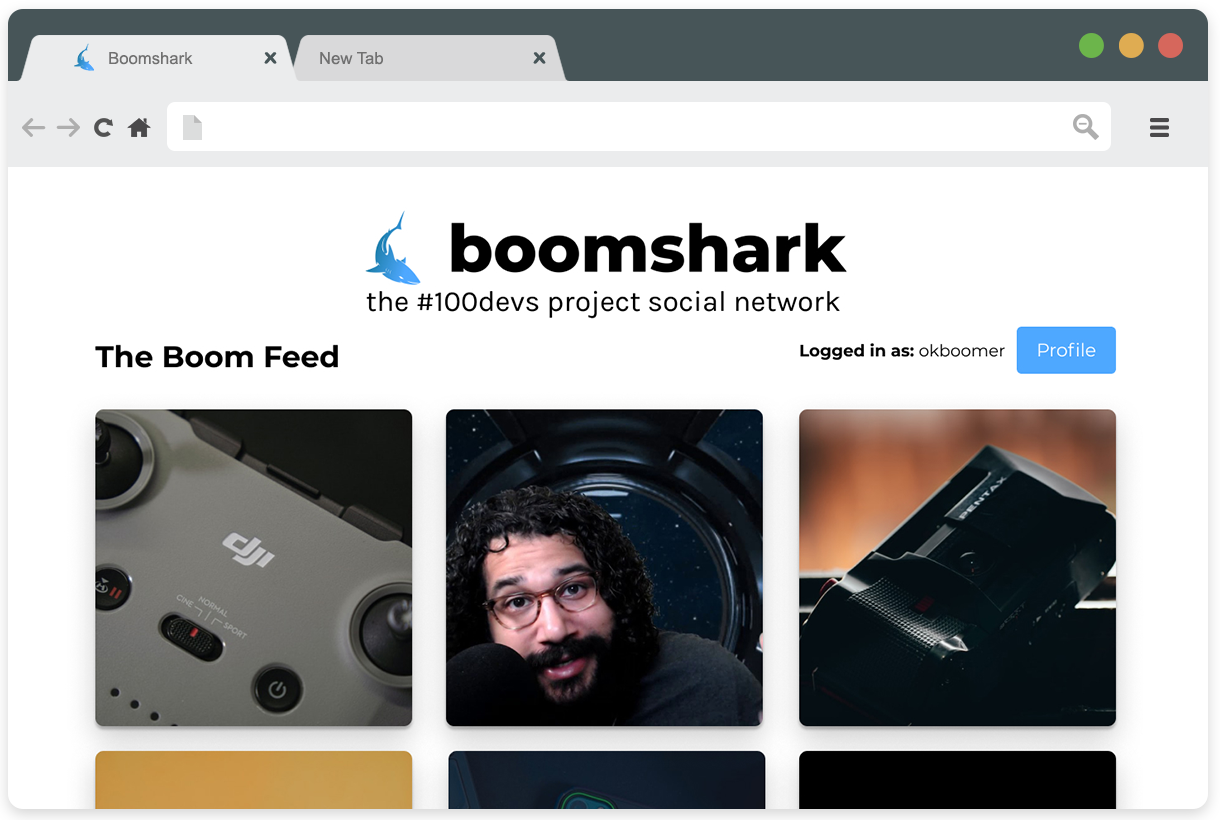 Boomshark
New Tab
boomshark
the #100devs project social network
The Boom Feed
Logged in as: okboomer
Profile
dji
CINE
NORMAL
SPORT
PENTAX